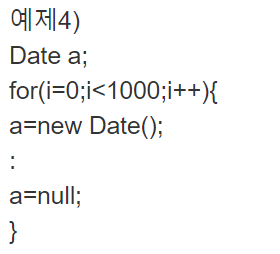 예제4)
Date a;
for(i=0;i<1000;i++){
a=new Date();
:
a=null;
}